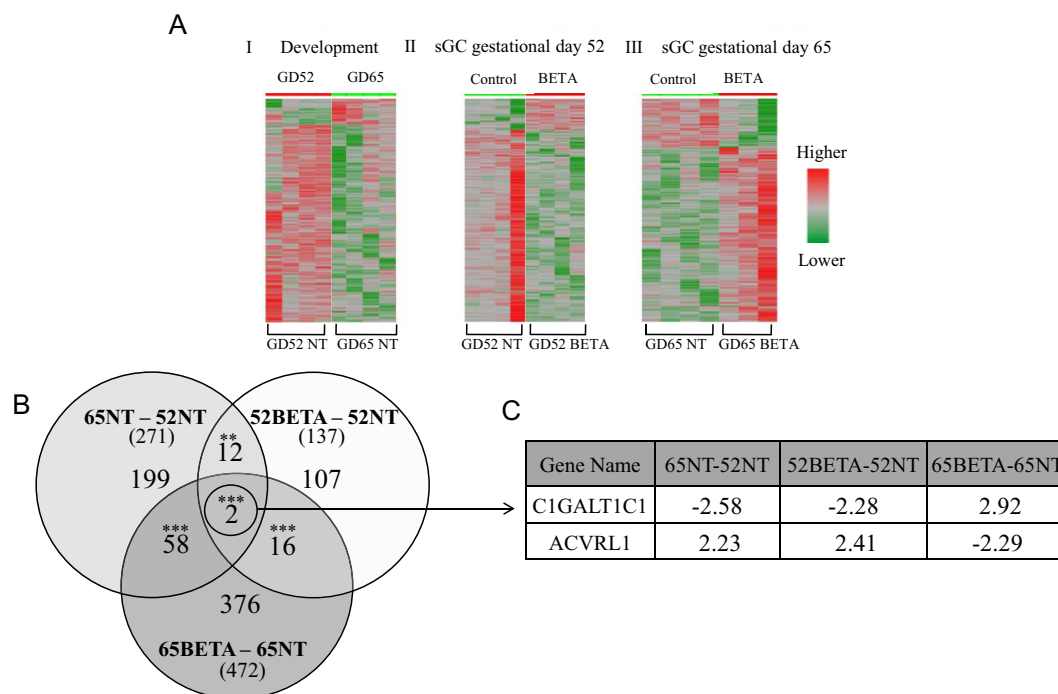 A
I Development II sGC gestational day 52 III sGC gestational day 65
GD52 GD65 Control BETA Control BETA
Higher
Lower
GD52 NT GD65 NT GD52 NT GD52 BETA GD65 NT GD65 BETA
B
65NT – 52NT 52BETA – 52NT
(271) (137)
**
12
199 107
***
2
*** ***
58 16
376
65BETA – 65NT
(472)
C
Gene Name 65NT-52NT 52BETA-52NT 65BETA-65NT
C1GALT1C1 -2.58 -2.28 2.92
ACVRL1 2.23 2.41 -2.29